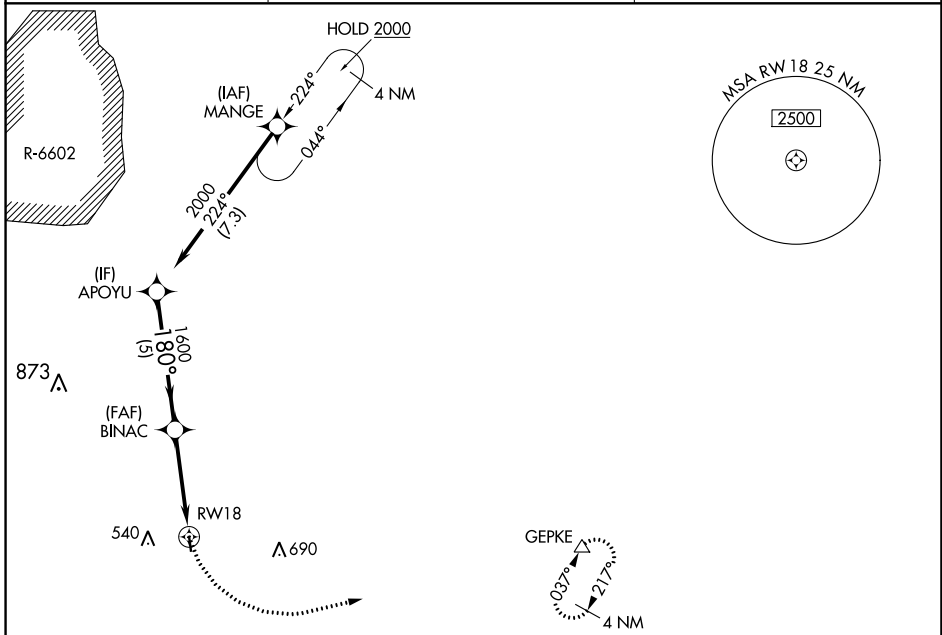 HOLD 2000
224°
4 NM
(IAF)
MANGE
044°
MSA RW 18 25 NM
2500
R-6602
2000
224°
(7.3)
(IF)
APOYU
1600
180°
(5)
873
(FAF)
BINAC
RW18
540
690
GEPKE
037°
217°
4 NM